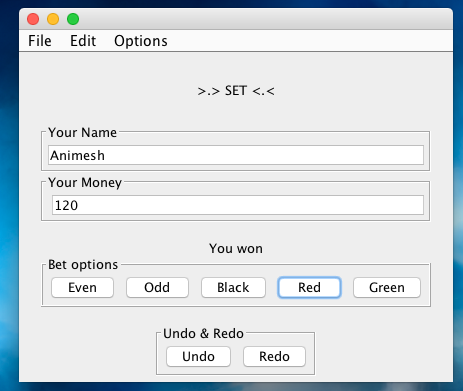 File Edit Options
>.> SET <.<
Your Name
Animesh
Your Money
120
You won
Bet options
Even Odd Black Red Green
Undo & Redo
Undo Redo